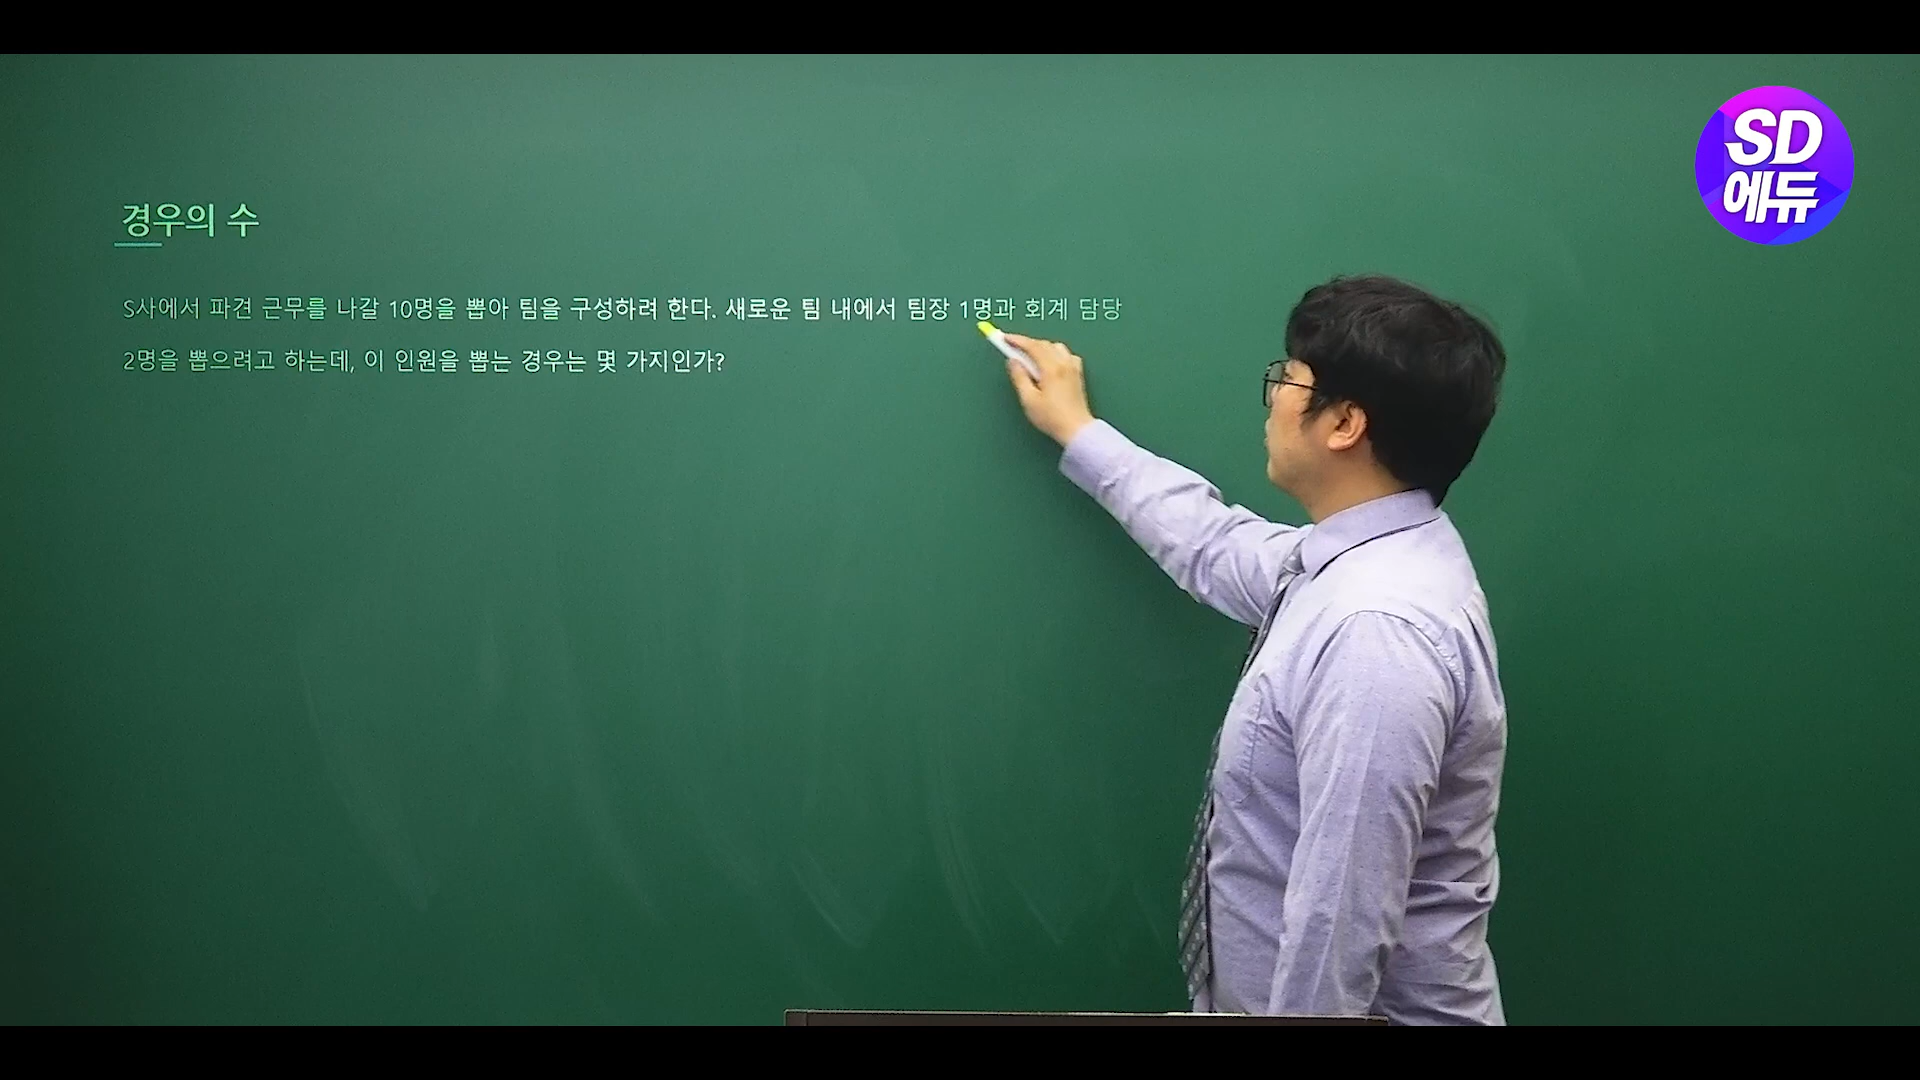 SD
에듀
경우의 수
S사에서 파견 근무를 나갈 10명을 뽑아 팀을 구성하려 한다. 새로운 팀 내에서 팀장 1명과 회계 담당
2명을 뽑으려고 하는데, 이 인원을 뽑는 경우는 몇 가지인가?